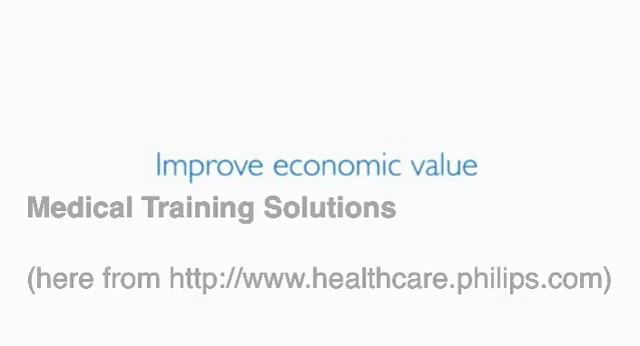 Improve economic value
Medical Training Solutions
(here from http://www.healthcare.philips.com)